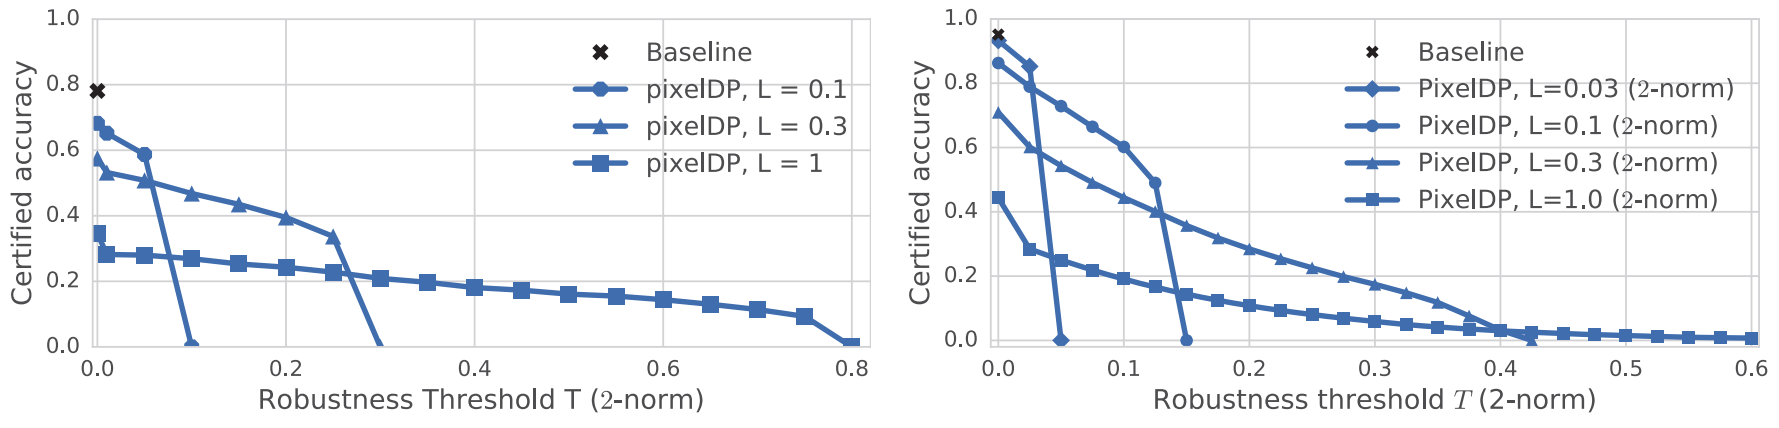 Certified accuracy
1.0
0.8
0.6
0.4
0.2
0.0
Baseline
pixelDP, L = 0.1
pixelDP, L = 0.3
pixelDP, L = 1
0.0 0.2 0.4 0.6 0.8
Robustness Threshold T (2-norm)
Certified accuracy
1.0
0.8
0.6
0.4
0.2
0.0
Baseline
PixelDP, L=0.03 (2-norm)
PixelDP, L=0.1 (2-norm)
PixelDP, L=0.3 (2-norm)
PixelDP, L=1.0 (2-norm)
0.0 0.1 0.2 0.3 0.4 0.5 0.6
Robustness threshold T (2-norm)